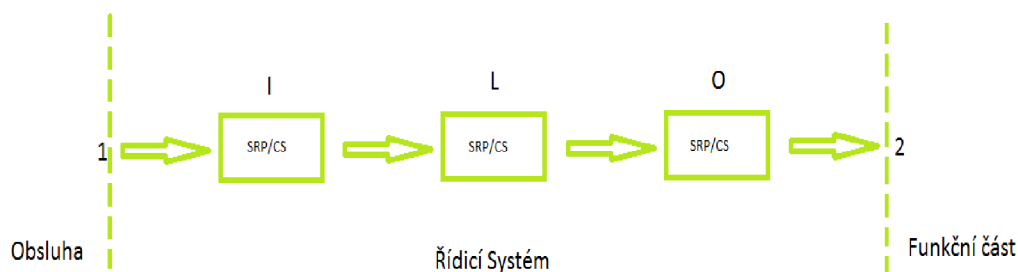 I L O
1 SRP/CS SRP/CS SRP/CS 2
Obsluha Řídicí Systém Funkční část